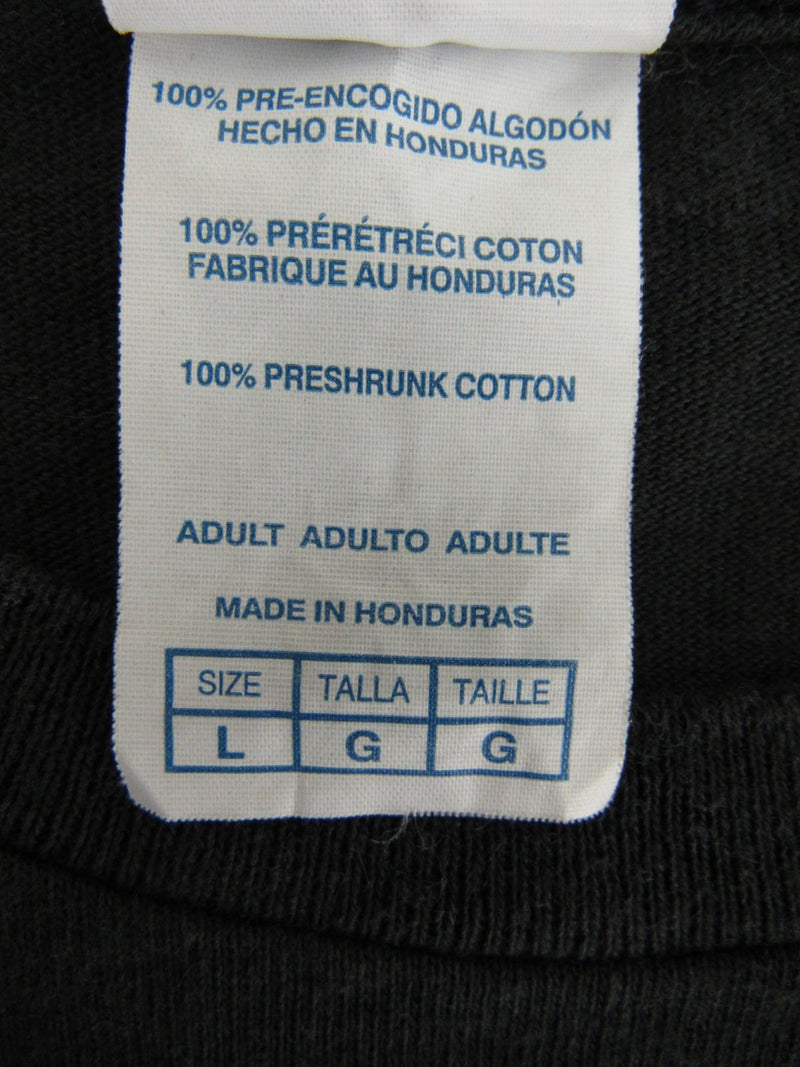 100% PRE-ENCOGIDO ALGODÓN
HECHO EN HONDURAS
100% PRÉRÉTRÉCI COTON
FABRIQUE AU HONDURAS
100% PRESHRUNK COTTON
ADULT ADULTO ADULTE
MADE IN HONDURAS
SIZE TALLA TAILLE
L G G